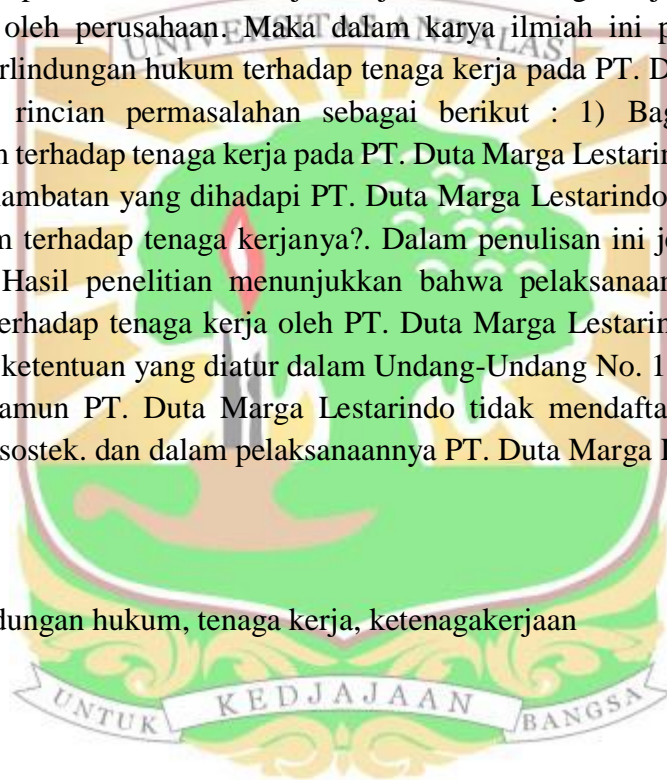 oleh perusahaan. Maka dalam karya ilmiah ini p
UNIVERSITAS ANDALAS
rlindungan hukum terhadap tenaga kerja pada PT. D
rincian permasalahan sebagai berikut : 1) Bag
n terhadap tenaga kerja pada PT. Duta Marga Lestarin
ambatan yang dihadapi PT. Duta Marga Lestarindo
m terhadap tenaga kerjanya?. Dalam penulisan ini je
Hasil penelitian menunjukkan bahwa pelaksanaan
erhadap tenaga kerja oleh PT. Duta Marga Lestarin
ketentuan yang diatur dalam Undang-Undang No. 1
amun PT. Duta Marga Lestarindo tidak mendafta
sostek. dan dalam pelaksanaannya PT. Duta Marga L
dungan hukum, tenaga kerja, ketenagakerjaan
UNTUK KEDJAJAAN BANGSA